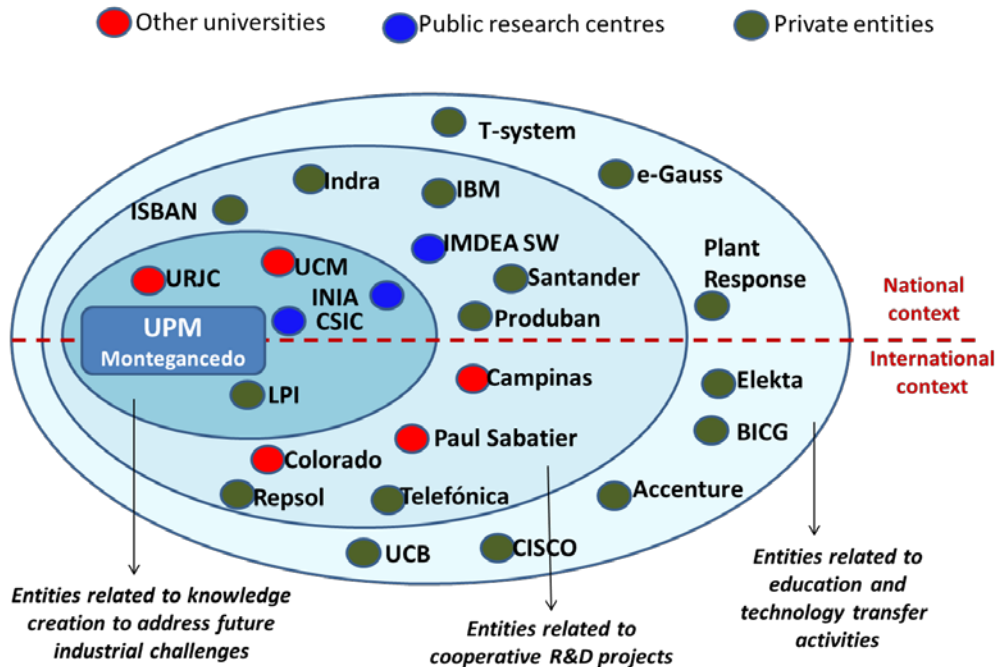 Other universities
Public research centres
Private entities
T-system
e-Gauss
Indra
IBM
ISBAN
IMDEA SW
UCM
Santander
URJC
INIA
CSIC
Plant
Response
Produban
National
context
UPM
Montegancedo
International
context
Campinas
Elekta
LPI
BICG
Paul Sabatier
Colorado
Accenture
Repsol
Telefónica
UCB
CISCO
Entities related to knowledge
creation to address future
industrial challenges
Entities related to
cooperative R&D projects
Entities related to
education and
technology transfer
activities